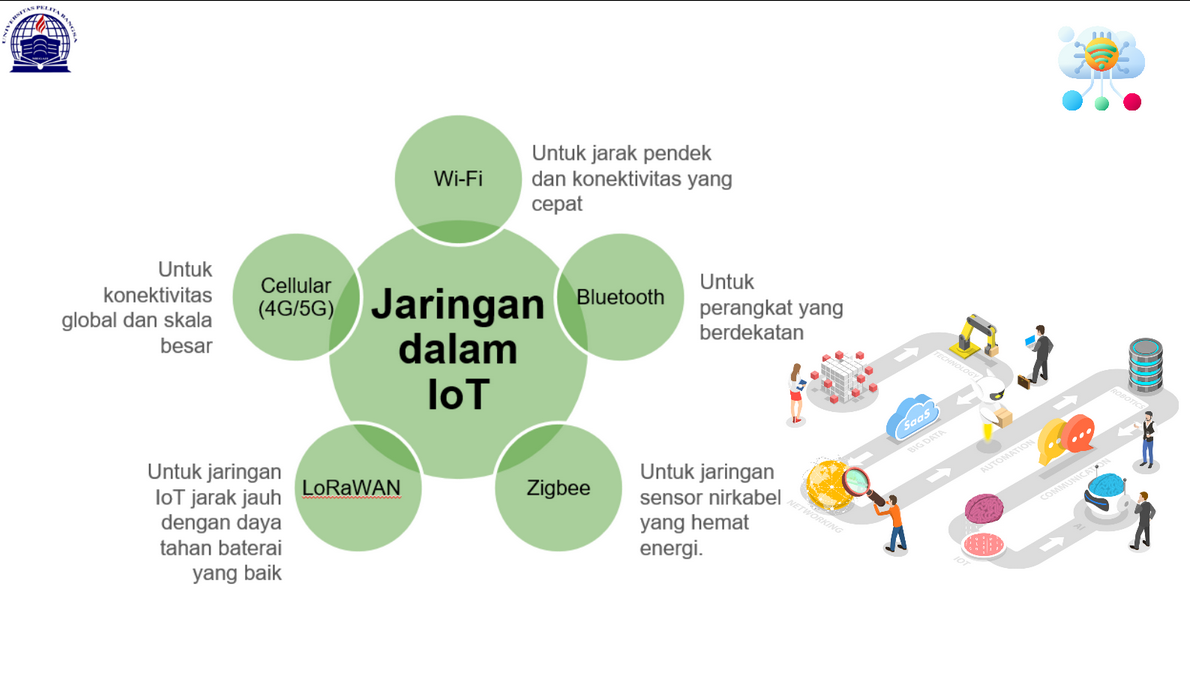 UNIVERSITAS PELITA BANGSA
Wi-Fi
Untuk jarak pendek
dan konektivitas yang
cepat
Untuk
konektivitas
global dan skala
besar
Cellular
(4G/5G)
Jaringan
dalam
IoT
Bluetooth
Untuk
perangkat yang
berdekatan
Untuk jaringan
IoT jarak jauh
dengan daya
tahan baterai
yang baik
LoRaWAN
Zigbee
Untuk jaringan
sensor nirkabel
yang hemat
energi.
TECHNOLOGY
ROBOTIC
SaaS
BIG DATA
AUTOMATION
COMMUNICATION
NETWORKING
IOT
AI